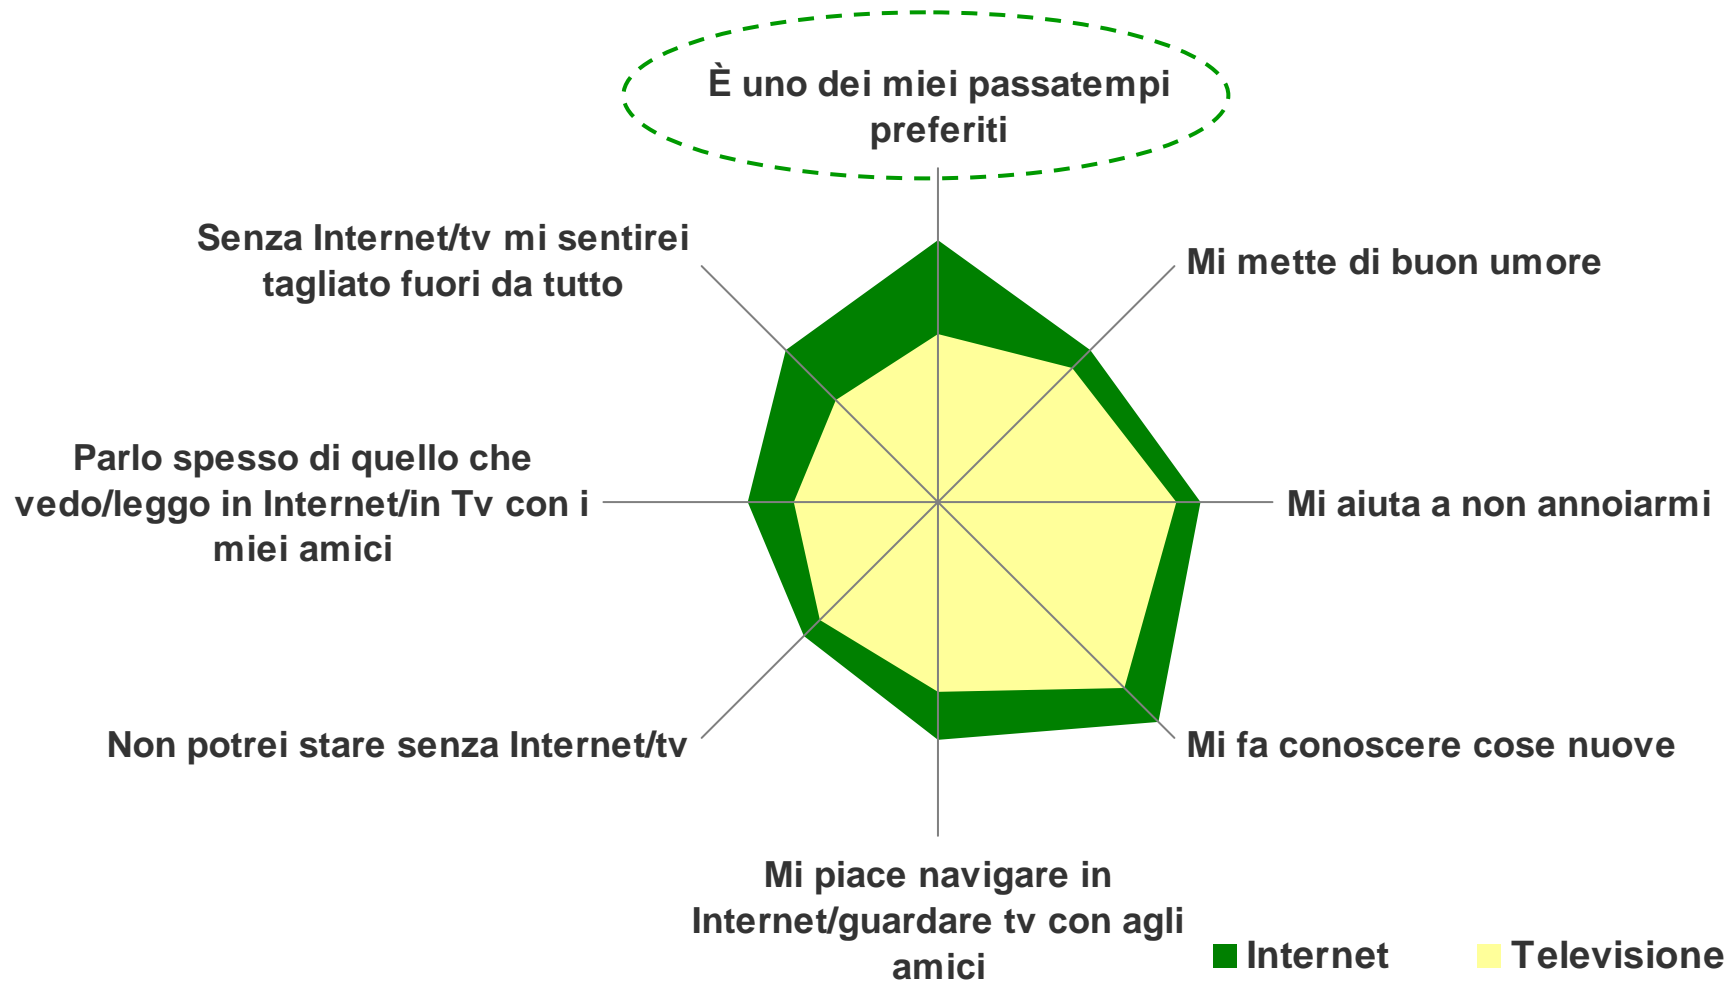 È uno dei miei passatempi
preferiti
Mi mette di buon umore
Mi aiuta a non annoiarmi
Mi fa conoscere cose nuove
Mi piace navigare in
Internet/guardare tv con agli
amici
Non potrei stare senza Internet/tv
Parlo spesso di quello che
vedo/leggo in Internet/in Tv con i
miei amici
Senza Internet/tv mi sentirei
tagliato fuori da tutto
Internet
Televisione